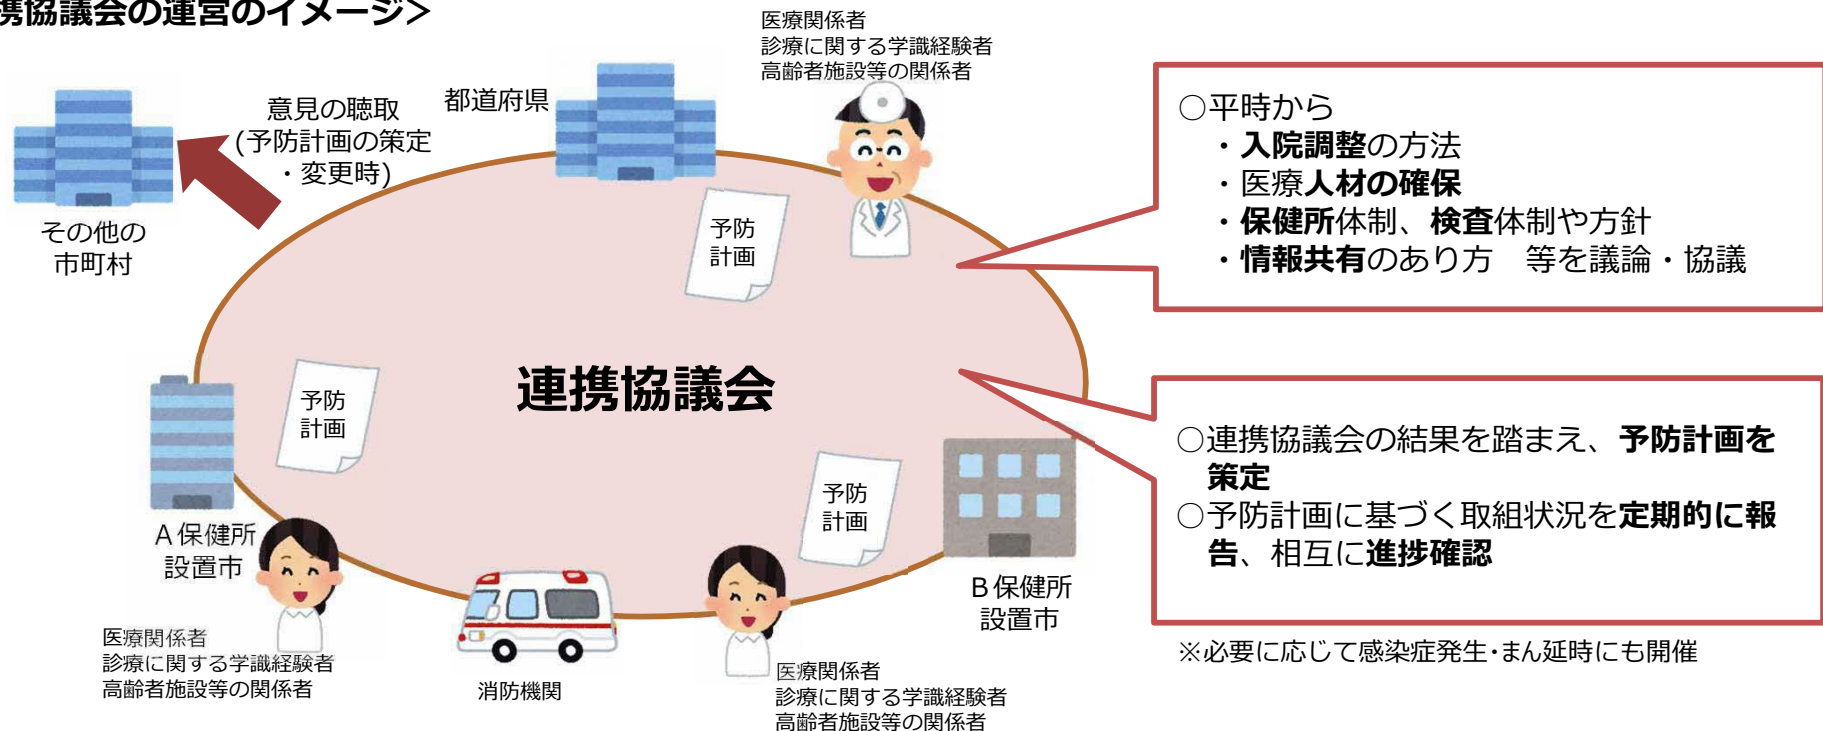 携協議会の運営のイメージ＞
医療関係者
診療に関する学識経験者
高齢者施設等の関係者
都道府県
意見の聴取
(予防計画の策定
・変更時)
その他の
市町村
予防
計画
○平時から
・入院調整の方法
・医療人材の確保
・保健所体制、検査体制や方針
・情報共有のあり方　等を議論・協議
連携協議会
予防
計画
予防
計画
○連携協議会の結果を踏まえ、予防計画を
策定
○予防計画に基づく取組状況を定期的に報
告、相互に進捗確認
※必要に応じて感染症発生・まん延時にも開催
Ａ保健所
設置市
Ｂ保健所
設置市
医療関係者
診療に関する学識経験者
高齢者施設等の関係者
消防機関
医療関係者
診療に関する学識経験者
高齢者施設等の関係者